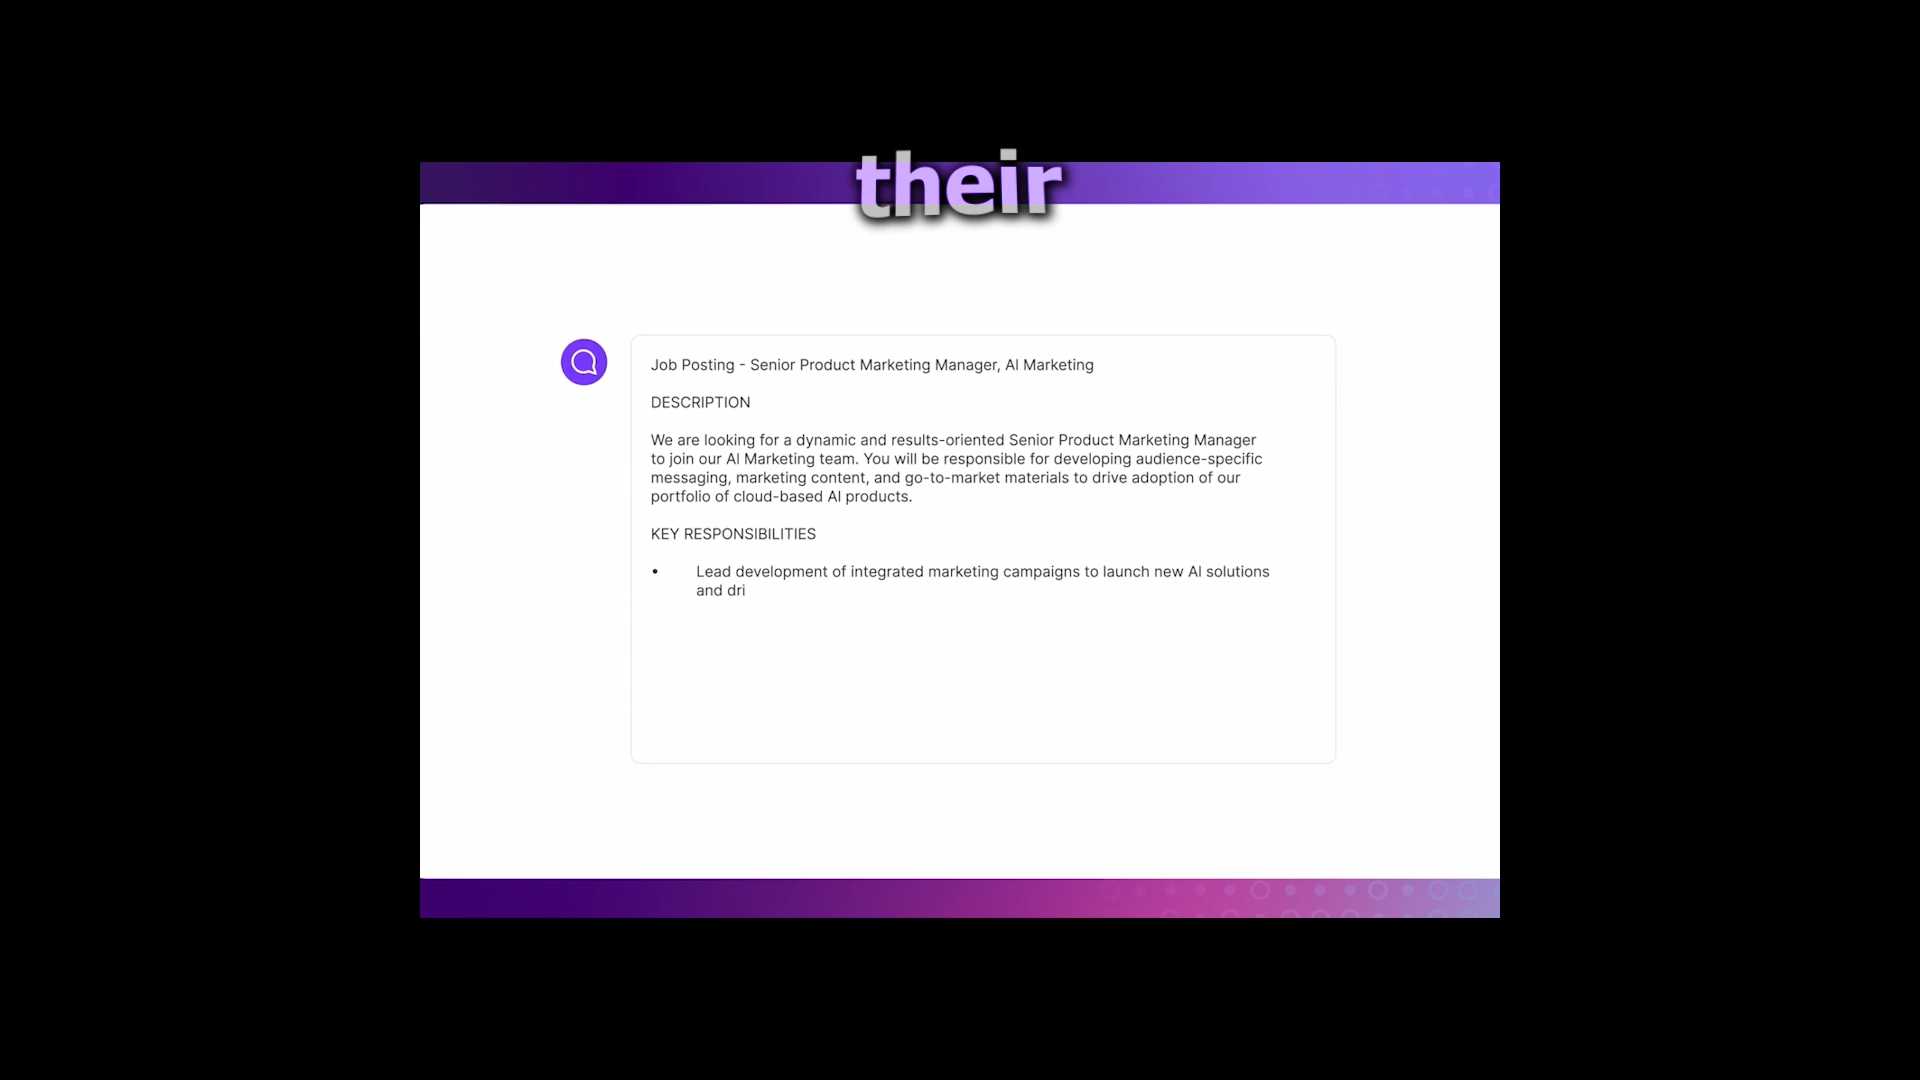 their
Job Posting - Senior Product Marketing Manager, AI Marketing
DESCRIPTION
We are looking for a dynamic and results-oriented Senior Product Marketing Manager
to join our AI Marketing team. You will be responsible for developing audience-specific
messaging, marketing content, and go-to-market materials to drive adoption of our
portfolio of cloud-based AI products.
KEY RESPONSIBILITIES
• Lead development of integrated marketing campaigns to launch new AI solutions
and dri